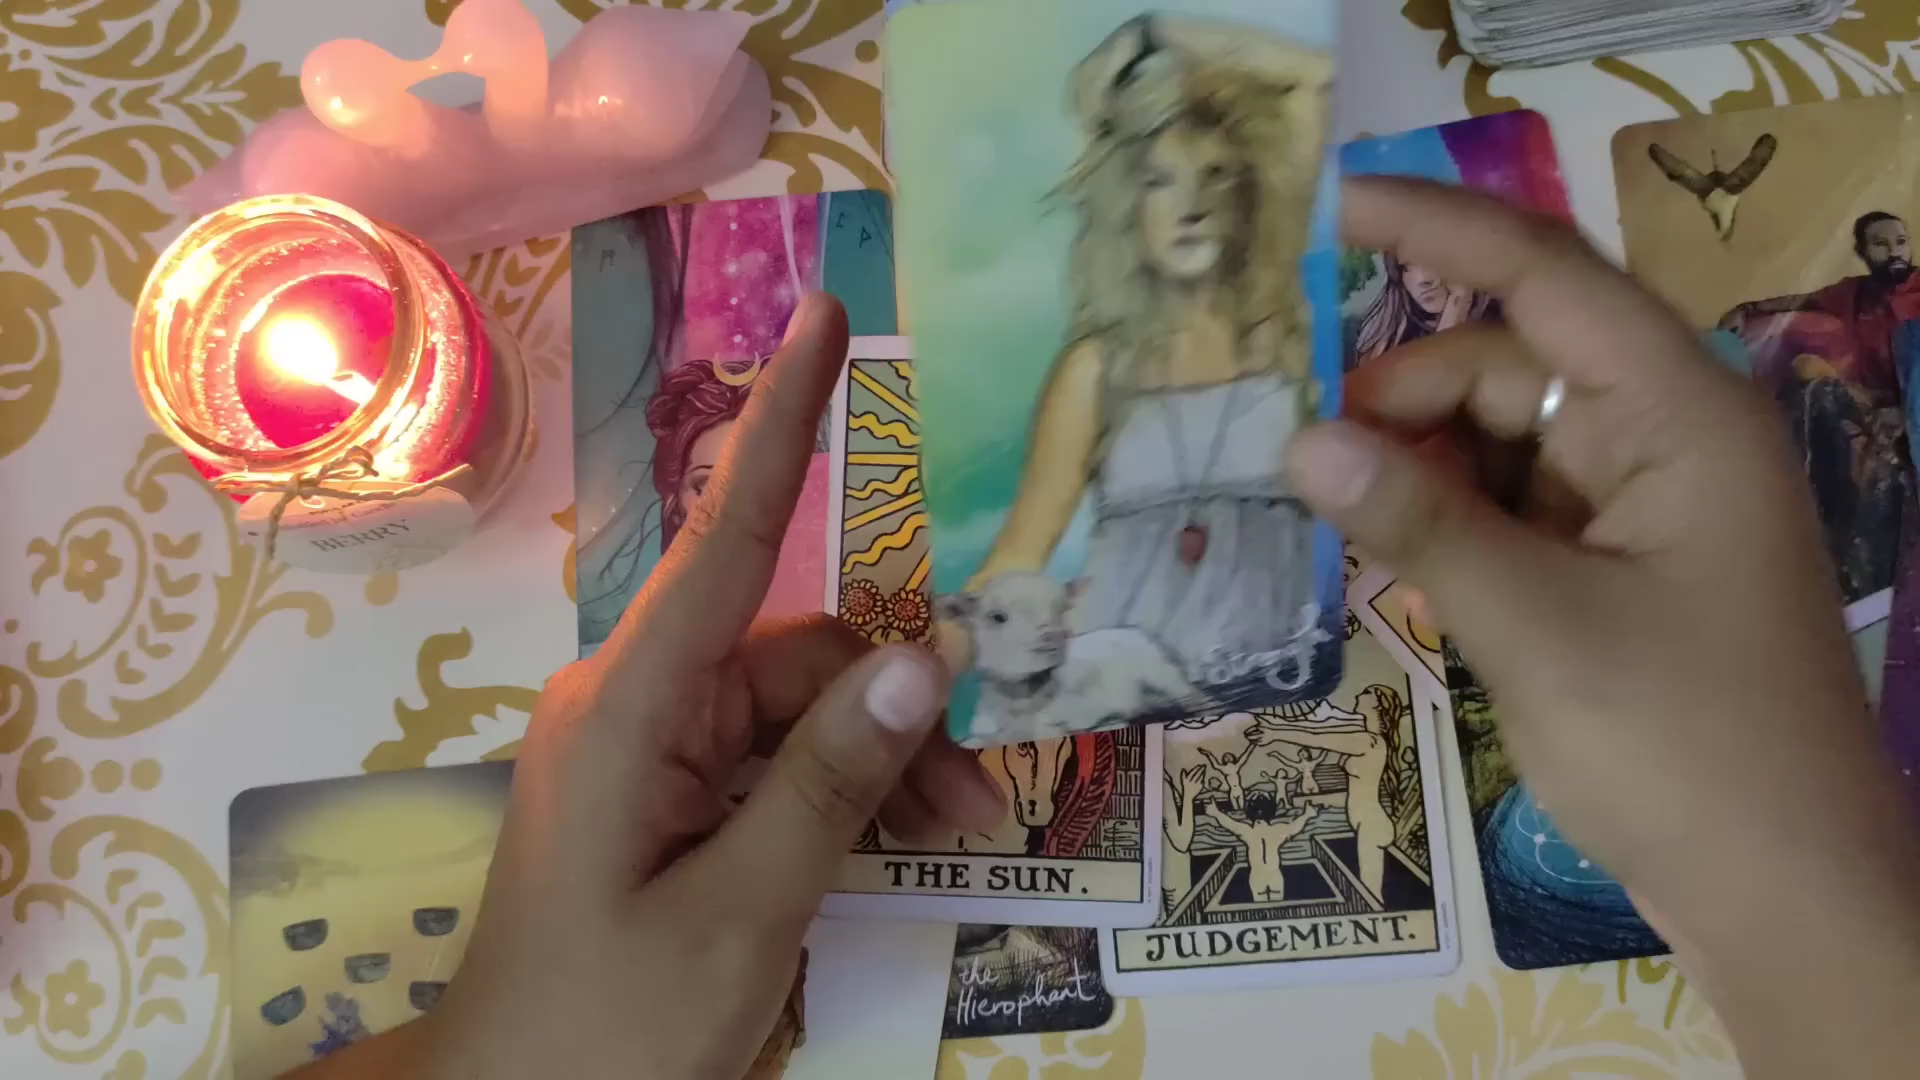 BERRY
THE SUN.
JUDGEMENT.
the
Hierophant